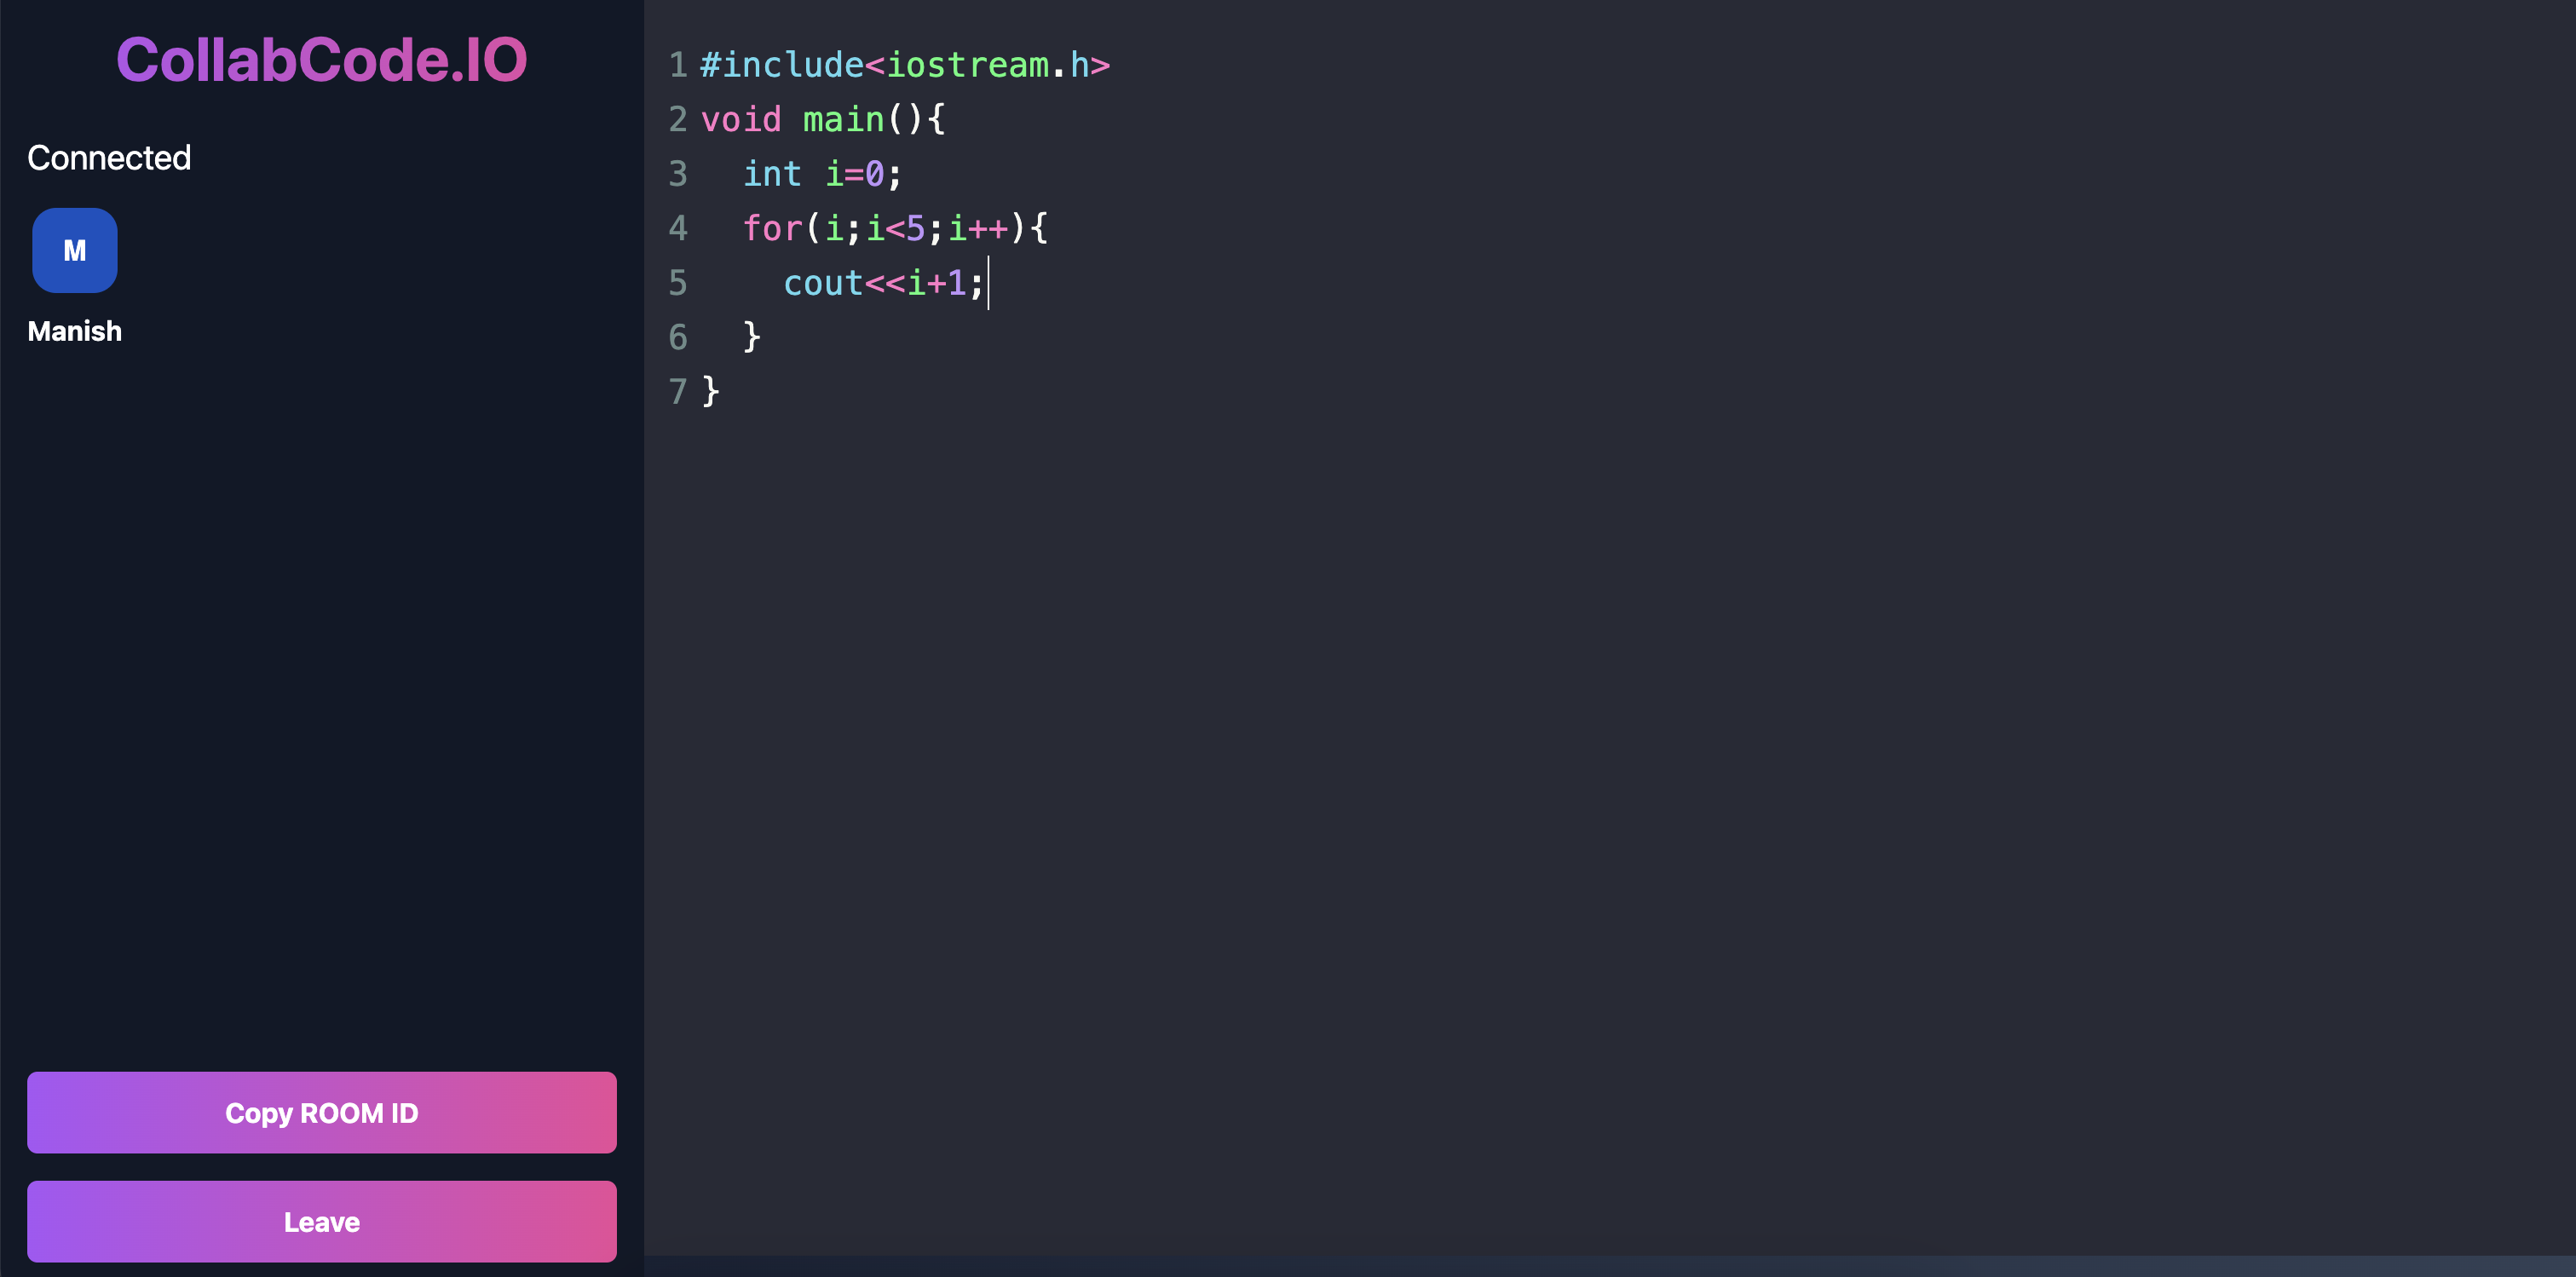 CollabCode.IO
Connected
M
Manish
Copy ROOM ID
Leave
1 #include<iostream.h>
2 void main(){
3   int i=0;
4   for(i;i<5;i++){
5     cout<<i+1;
6   }
7 }